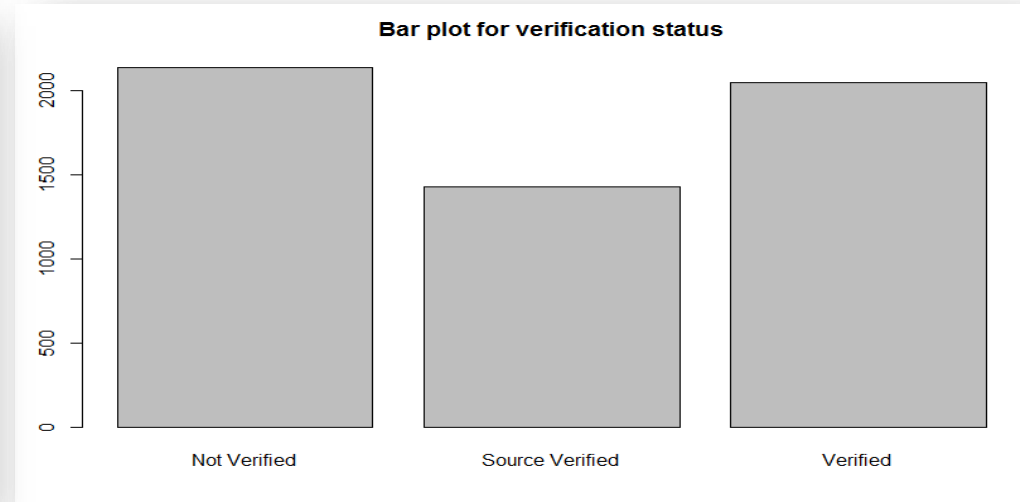 Bar plot for verification status
2000
1500
1000
500
0
Not Verified Source Verified Verified